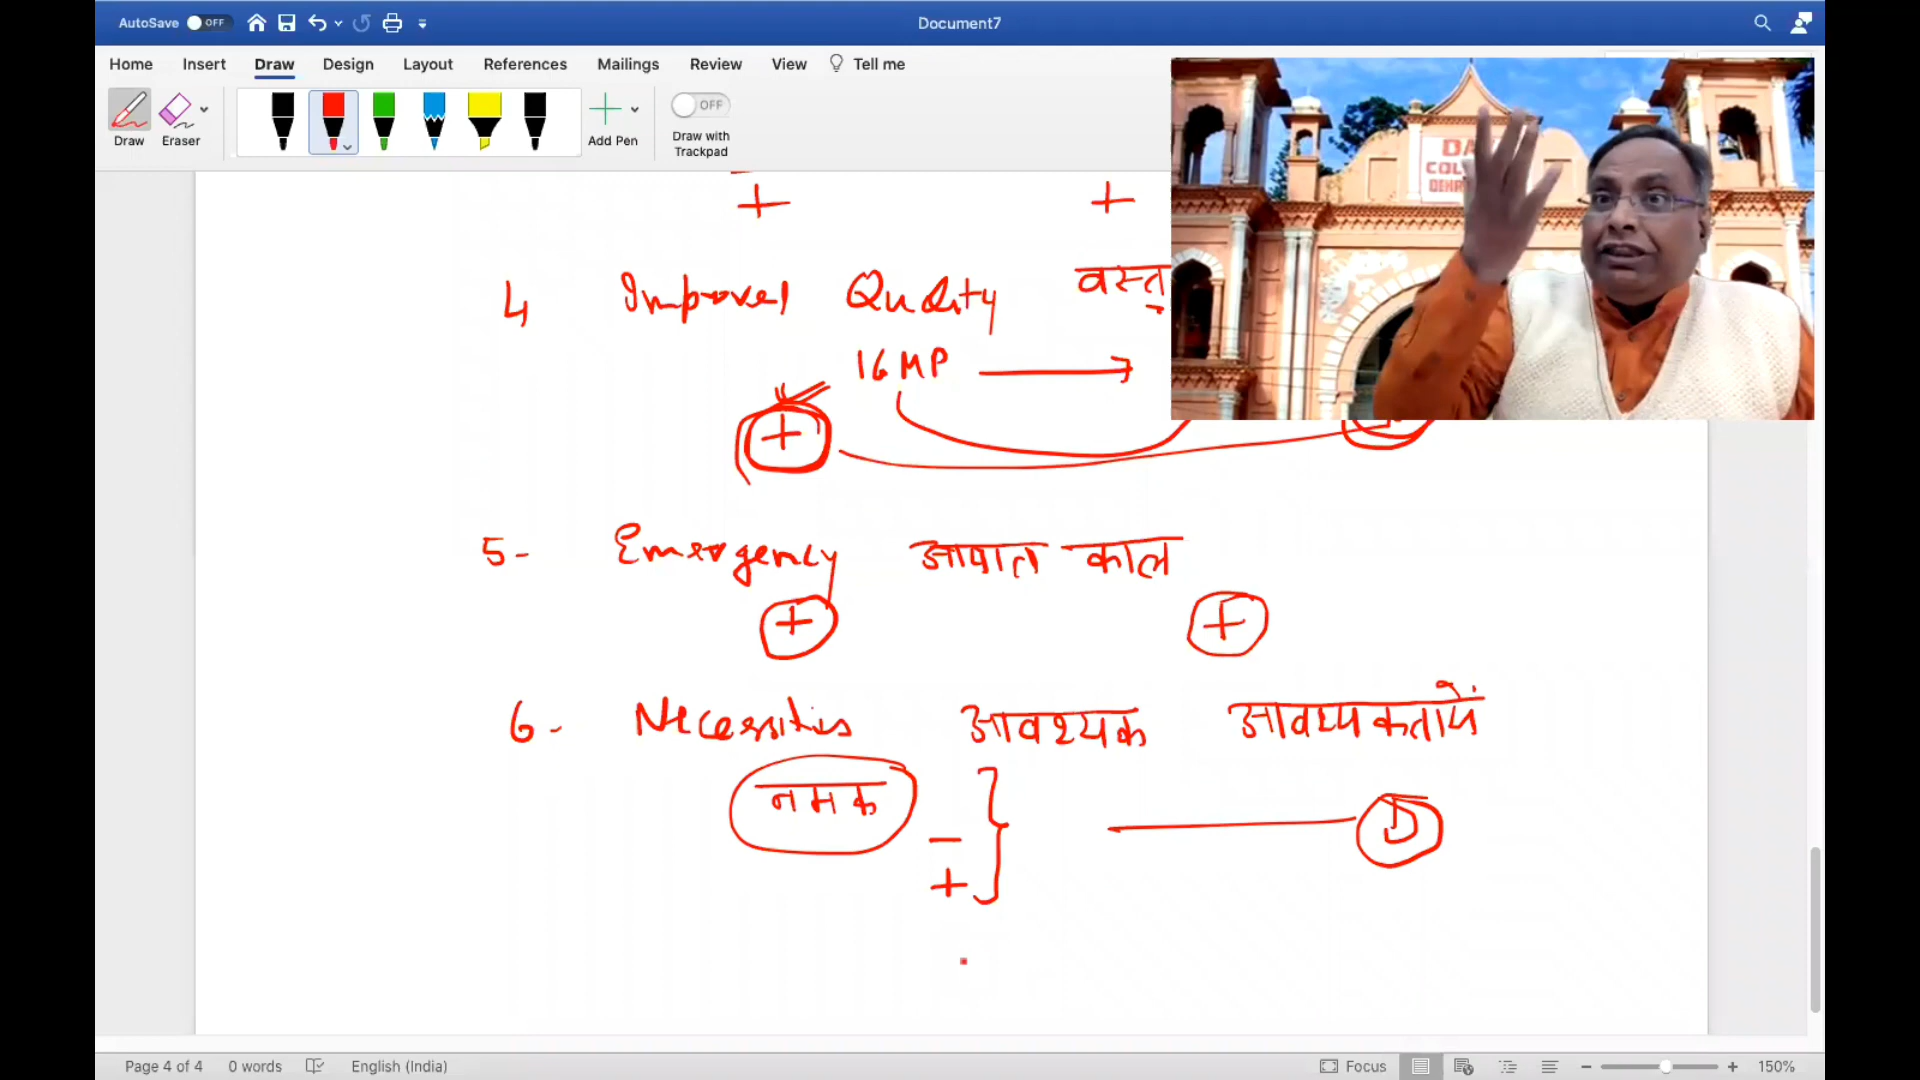 AutoSave OFF Document7
Home Insert Draw Design Layout References Mailings Review View Tell me
OFF
Draw Eraser Add Pen Draw with Trackpad
+ +
4 Improved Quality वस्तु
16 MP
+
5- Emergency आपात काल
+ +
6- Necessitis आवश्यक आवश्यकतायें
नमक
- D
+
Page 4 of 4 0 words English (India) Focus 150%